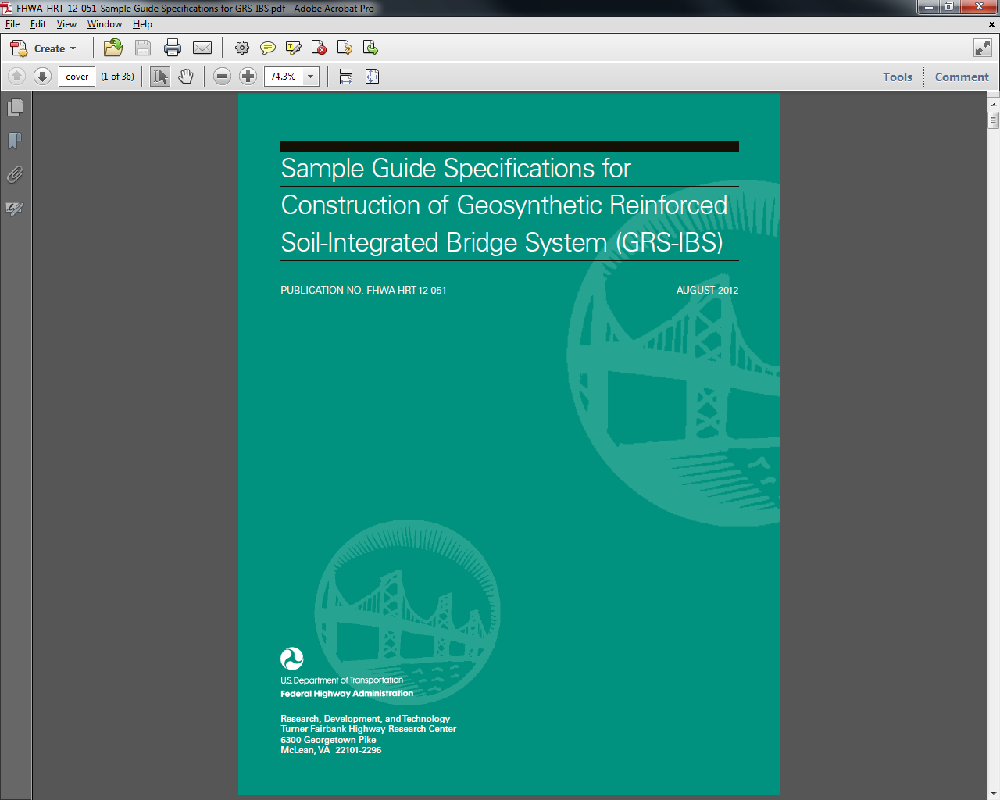 FHWA-HRT-12-051_Sample Guide Specifications for GRS-IBS.pdf - Adobe Acrobat Pro
File Edit View Window Help
Create
cover (1 of 36) 74.3% Tools Comment
Sample Guide Specifications for
Construction of Geosynthetic Reinforced
Soil-Integrated Bridge System (GRS-IBS)
PUBLICATION NO. FHWA-HRT-12-051 AUGUST 2012
U.S. Department of Transportation
Federal Highway Administration
Research, Development, and Technology
Turner-Fairbank Highway Research Center
6300 Georgetown Pike
McLean, VA 22101-2296